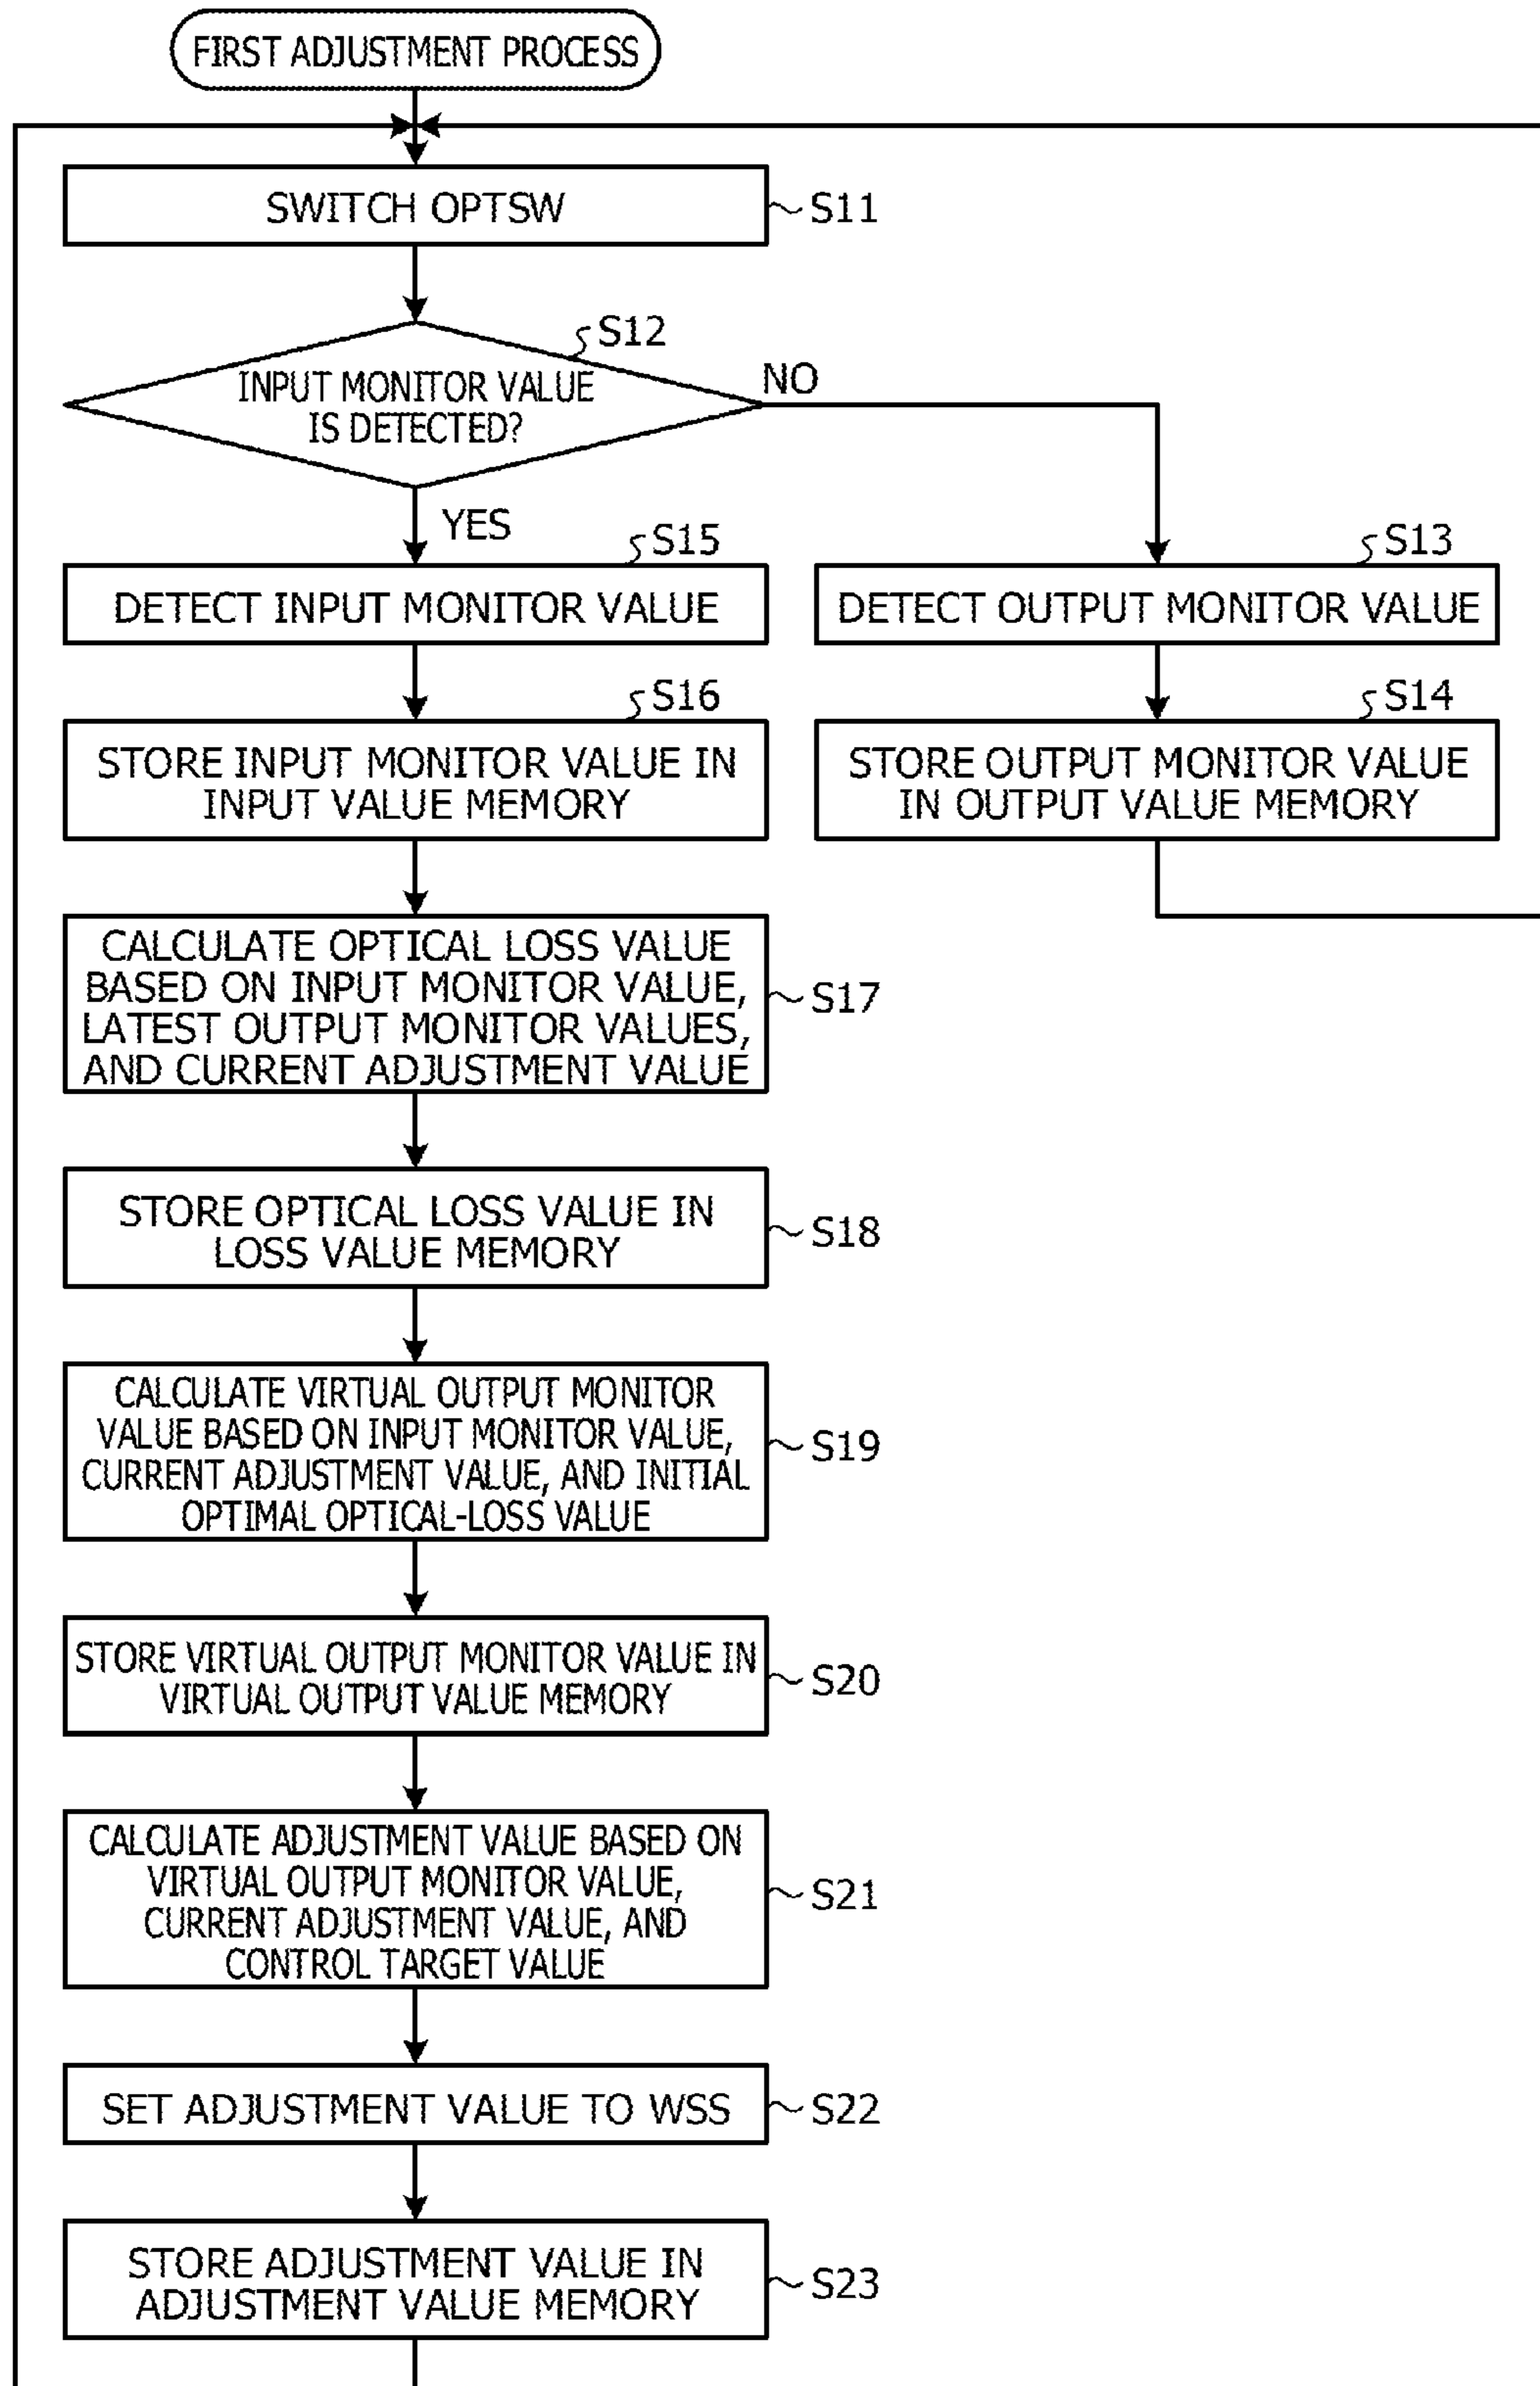 FIRST ADJUSTMENT PROCESS
SWITCH OPTSW
S11
S12
INPUT MONITOR VALUE
IS DETECTED?
NO
YES
S15
DETECT INPUT MONITOR VALUE
S13
DETECT OUTPUT MONITOR VALUE
S16
STORE INPUT MONITOR VALUE IN
INPUT VALUE MEMORY
S14
STORE OUTPUT MONITOR VALUE
IN OUTPUT VALUE MEMORY
CALCULATE OPTICAL LOSS VALUE
BASED ON INPUT MONITOR VALUE,
LATEST OUTPUT MONITOR VALUES,
AND CURRENT ADJUSTMENT VALUE
S17
STORE OPTICAL LOSS VALUE IN
LOSS VALUE MEMORY
S18
CALCULATE VIRTUAL OUTPUT MONITOR
VALUE BASED ON INPUT MONITOR VALUE,
CURRENT ADJUSTMENT VALUE, AND INITIAL
OPTIMAL OPTICAL-LOSS VALUE
S19
STORE VIRTUAL OUTPUT MONITOR VALUE IN
VIRTUAL OUTPUT VALUE MEMORY
S20
CALCULATE ADJUSTMENT VALUE BASED ON
VIRTUAL OUTPUT MONITOR VALUE,
CURRENT ADJUSTMENT VALUE, AND
CONTROL TARGET VALUE
S21
SET ADJUSTMENT VALUE TO WSS
S22
STORE ADJUSTMENT VALUE IN
ADJUSTMENT VALUE MEMORY
S23